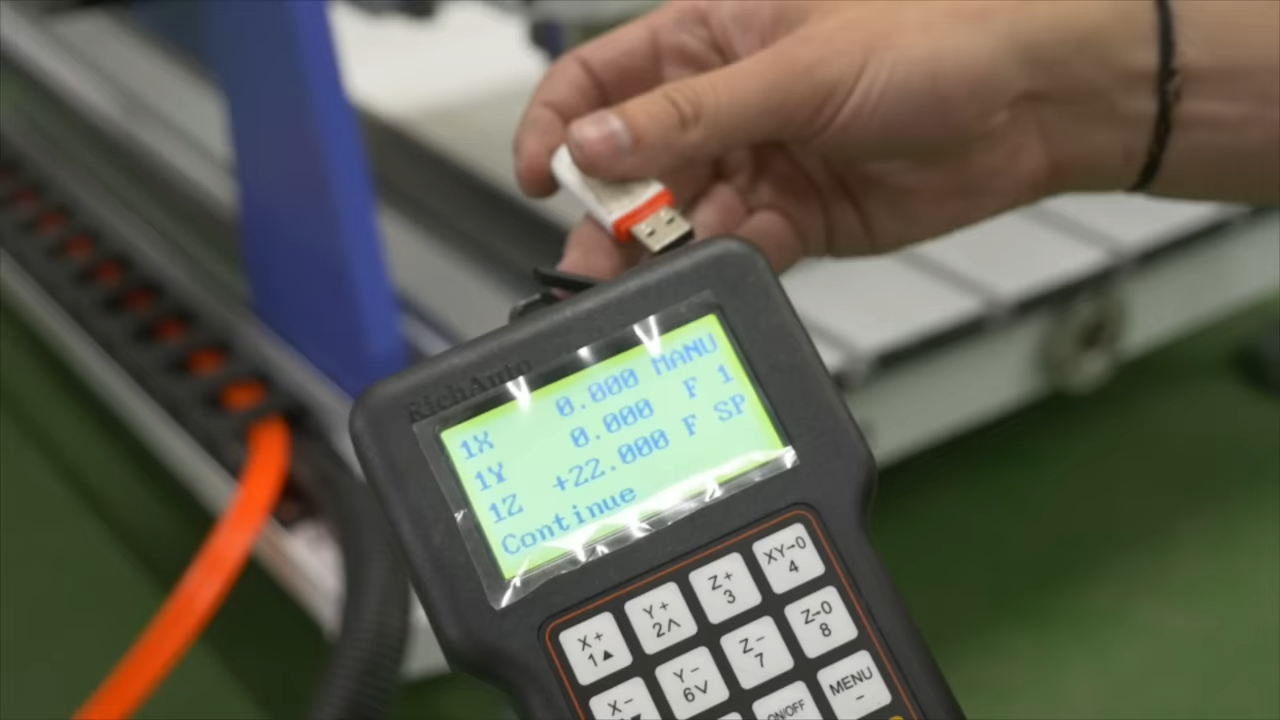 RichAuto
1X 0.000 MANU
1Y 0.000 F 1
1Z +22.000 F SP
Continue
X+ Y+ Z+ XY-0
1▲ 2∧ 3 4
X- Y- Z- Z-0
6∨ 7 8
ON/OFF MENU
-